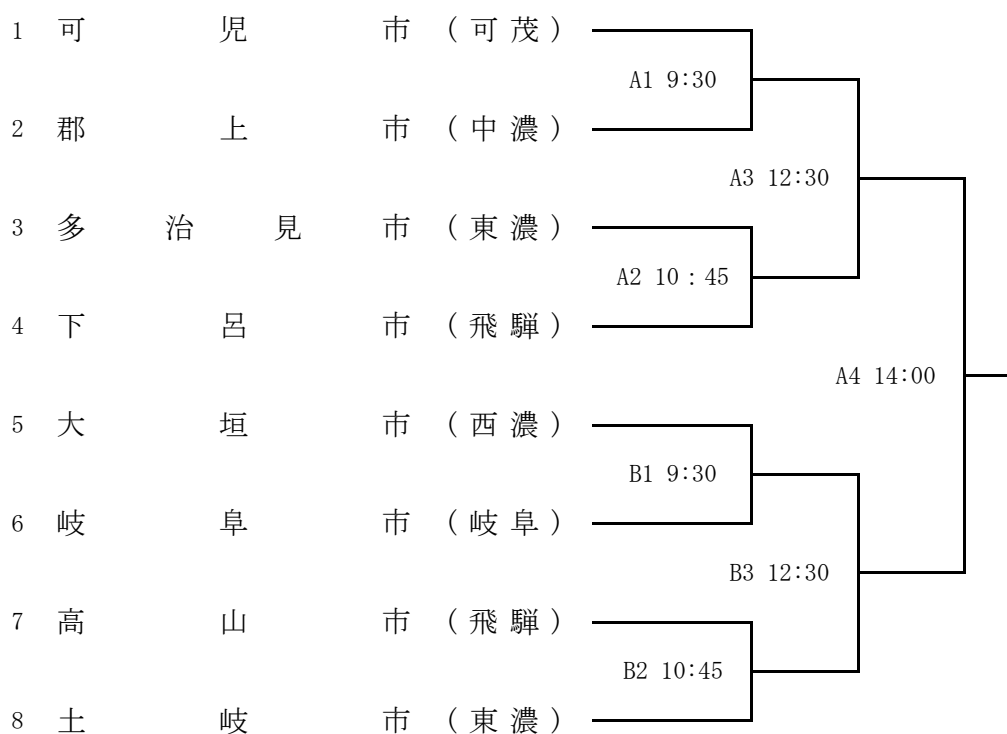 1 可児市(可茂)
A1 9:30
2 郡上市(中濃)
A3 12:30
3 多治見市(東濃)
A2 10:45
4 下呂市(飛騨)
A4 14:00
5 大垣市(西濃)
B1 9:30
6 岐阜市(岐阜)
B3 12:30
7 高山市(飛騨)
B2 10:45
8 土岐市(東濃)